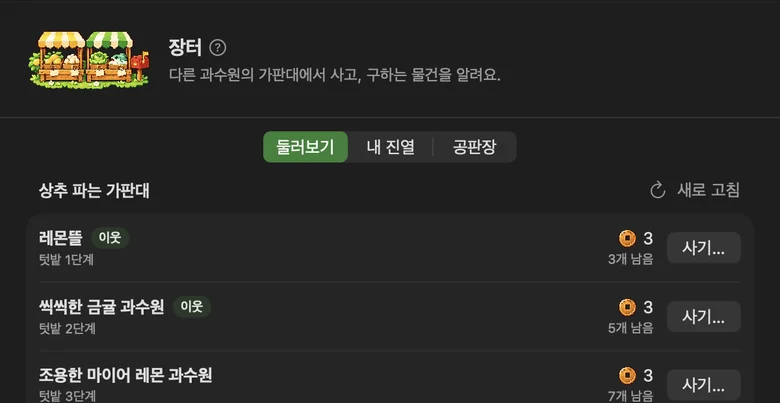 장터 ?
다른 과수원의 가판대에서 사고, 구하는 물건을 알려요.
둘러보기 내 진열 공판장
상추 파는 가판대 새로 고침
레몬뜰 이웃 3
텃밭 1단계 3개 남음 사기...
씩씩한 금귤 과수원 이웃 3
텃밭 2단계 5개 남음 사기...
조용한 마이어 레몬 과수원 3
텃밭 3단계 7개 남음 사기...